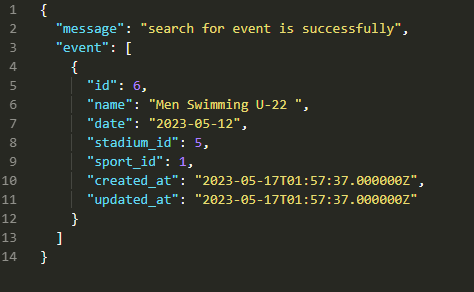 1 {
2 "message": "search for event is successfully",
3 "event": [
4 {
5 "id": 6,
6 "name": "Men Swimming U-22 ",
7 "date": "2023-05-12",
8 "stadium_id": 5,
9 "sport_id": 1,
10 "created_at": "2023-05-17T01:57:37.000000Z",
11 "updated_at": "2023-05-17T01:57:37.000000Z"
12 }
13 ]
14 }